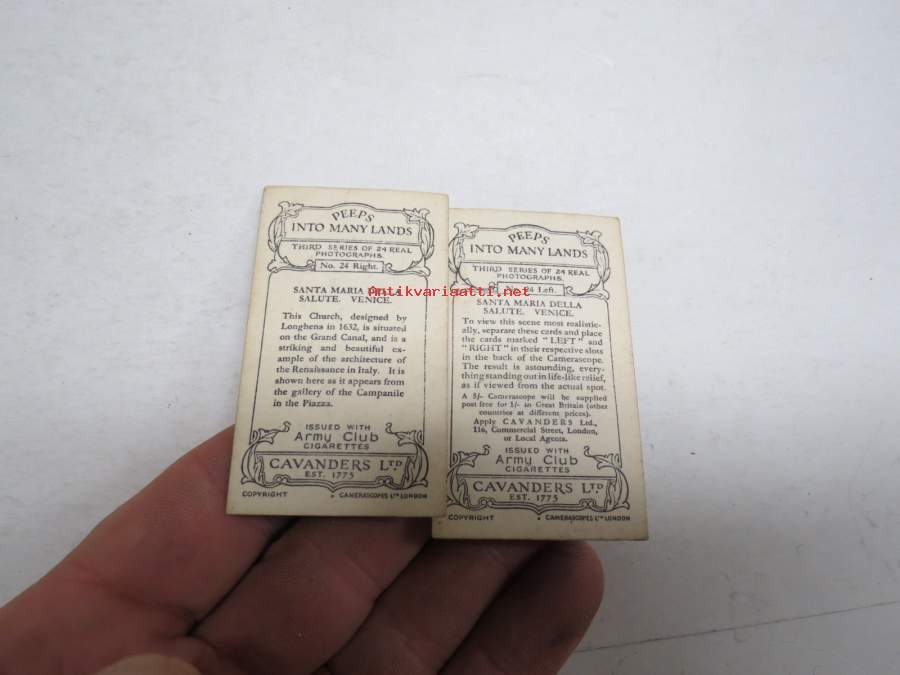 PEEPS
INTO MANY LANDS
THIRD SERIES OF 24 REAL
PHOTOGRAPHS.
No. 24 Right.
SANTA MARIA DELLA
SALUTE. VENICE.
This Church, designed by
Longhena in 1632, is situated
on the Grand Canal, and is a
striking and beautiful ex-
ample of the architecture of
the Renaissance in Italy. It is
shown here as it appears from
the gallery of the Campanile
in the Piazza.
ISSUED WITH
Army Club
CIGARETTES
CAVANDERS LTD.
EST. 1775
COPYRIGHT • CAMERASCOPES LTD LONDON
PEEPS
INTO MANY LANDS
THIRD SERIES OF 24 REAL
PHOTOGRAPHS.
No. 24 Left.
SANTA MARIA DELLA
SALUTE. VENICE.
To view this scene most realistic-
ally, separate these cards and place
the cards marked "LEFT" and
"RIGHT" in their respective slots
in the back of the Camerascope.
The result is astounding, every-
thing standing out in life-like relief,
as if viewed from the actual spot.
A 5/- Camerascope will be supplied
post free for 1/- in Great Britain (other
countries at different prices).
Apply CAVANDERS Ltd.,
116, Commercial Street, London,
or Local Agents.
ISSUED WITH
Army Club
CIGARETTES
CAVANDERS LTD.
EST. 1775
COPYRIGHT • CAMERASCOPES LTD LONDON
Antikvariaatti.net